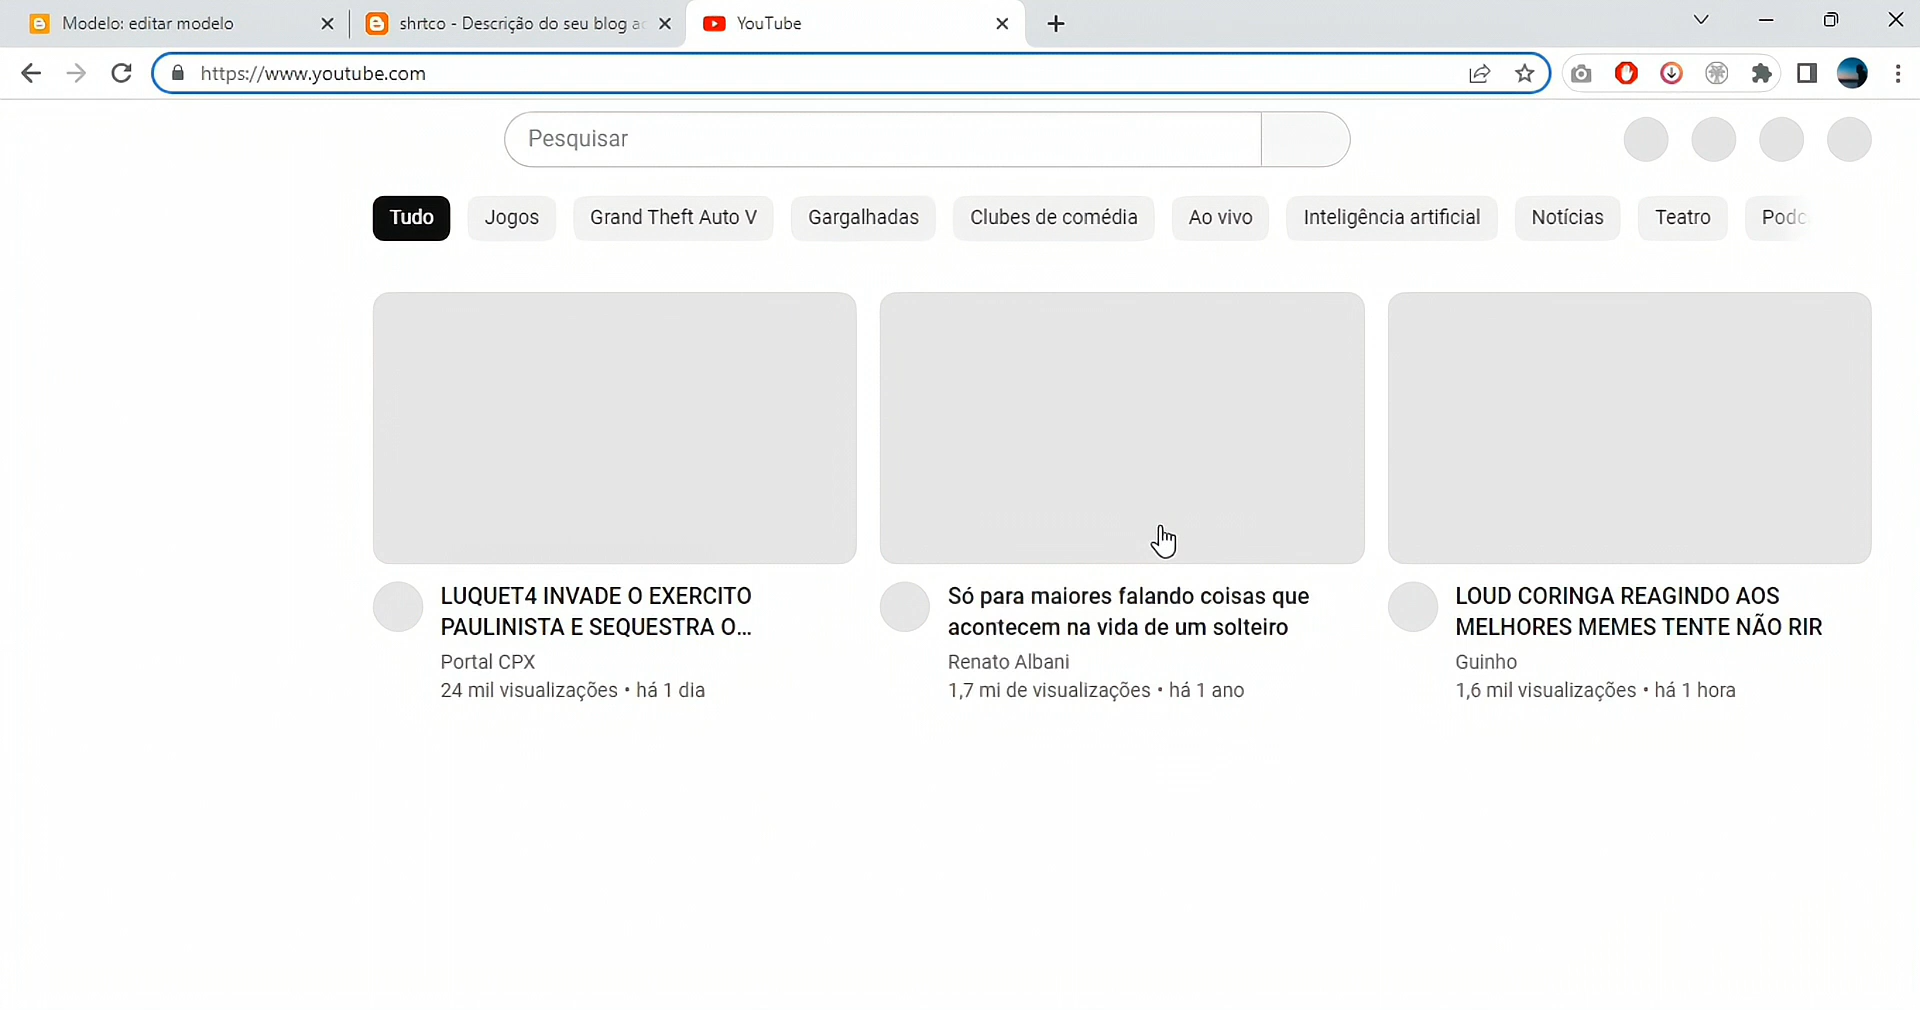 Modelo: editar modelo
shrtco - Descrição do seu blog
YouTube
https://www.youtube.com
Pesquisar
Tudo
Jogos
Grand Theft Auto V
Gargalhadas
Clubes de comédia
Ao vivo
Inteligência artificial
Notícias
Teatro
Podc
LUQUET4 INVADE O EXERCITO
PAULINISTA E SEQUESTRA O...
Portal CPX
24 mil visualizações • há 1 dia
Só para maiores falando coisas que
acontecem na vida de um solteiro
Renato Albani
1,7 mi de visualizações • há 1 ano
LOUD CORINGA REAGINDO AOS
MELHORES MEMES TENTE NÃO RIR
Guinho
1,6 mil visualizações • há 1 hora